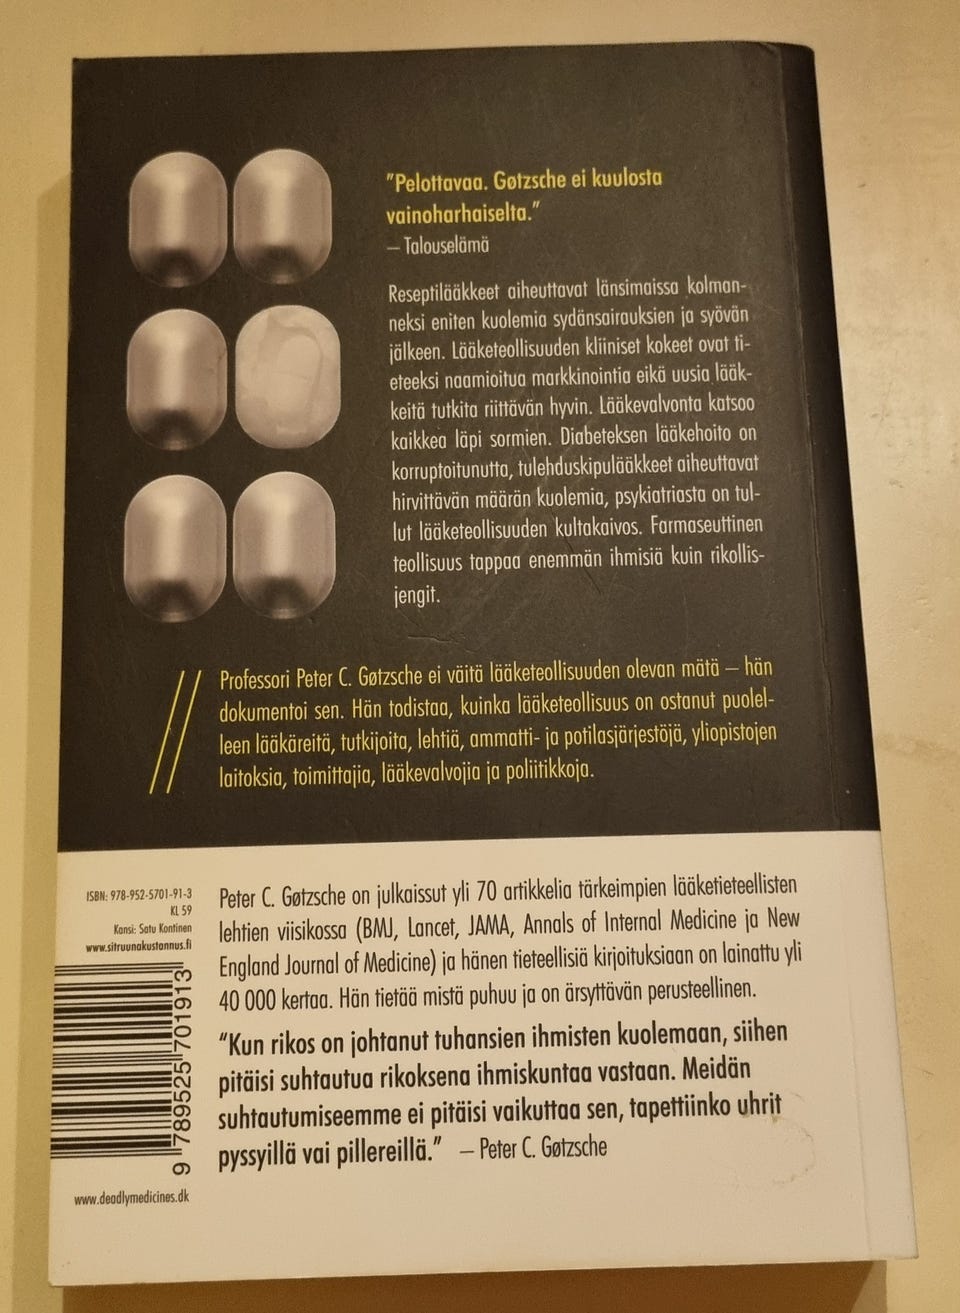 "Pelottavaa. Gøtzsche ei kuulosta
vainoharhaiselta."
– Talouselämä
Reseptilääkkeet aiheuttavat länsimaissa kolman-
neksi eniten kuolemia sydänsairauksien ja syövän
jälkeen. Lääketeollisuuden kliiniset kokeet ovat ti-
eteeksi naamioitua markkinointia eikä uusia lääk-
keitä tutkita riittävän hyvin. Lääkevalvonta katsoo
kaikkea läpi sormien. Diabeteksen lääkehoito on
korruptoitunutta, tulehduskipulääkkeet aiheuttavat
hirvittävän määrän kuolemia, psykiatriasta on tul-
lut lääketeollisuuden kultakaivos. Farmaseuttinen
teollisuus tappaa enemmän ihmisiä kuin rikollis-
jengit.
Professori Peter C. Gøtzsche ei väitä lääketeollisuuden olevan mätä – hän
dokumentoi sen. Hän todistaa, kuinka lääketeollisuus on ostanut puolel-
leen lääkäreitä, tutkijoita, lehtiä, ammatti- ja potilasjärjestöjä, yliopistojen
laitoksia, toimittajia, lääkevalvojia ja poliitikkoja.
ISBN: 978-952-5701-91-3
KL 59
Kansi: Satu Kontinen
www.sitruunakustannus.fi
9 789525 701913
www.deadlymedicines.dk
Peter C. Gøtzsche on julkaissut yli 70 artikkelia tärkeimpien lääketieteellisten
lehtien viisikossa (BMJ, Lancet, JAMA, Annals of Internal Medicine ja New
England Journal of Medicine) ja hänen tieteellisiä kirjoituksiaan on lainattu yli
40 000 kertaa. Hän tietää mistä puhuu ja on ärsyttävän perusteellinen.
"Kun rikos on johtanut tuhansien ihmisten kuolemaan, siihen
pitäisi suhtautua rikoksena ihmiskuntaa vastaan. Meidän
suhtautumiseemme ei pitäisi vaikuttaa sen, tapettiinko uhrit
pyssyillä vai pillereillä." – Peter C. Gøtzsche